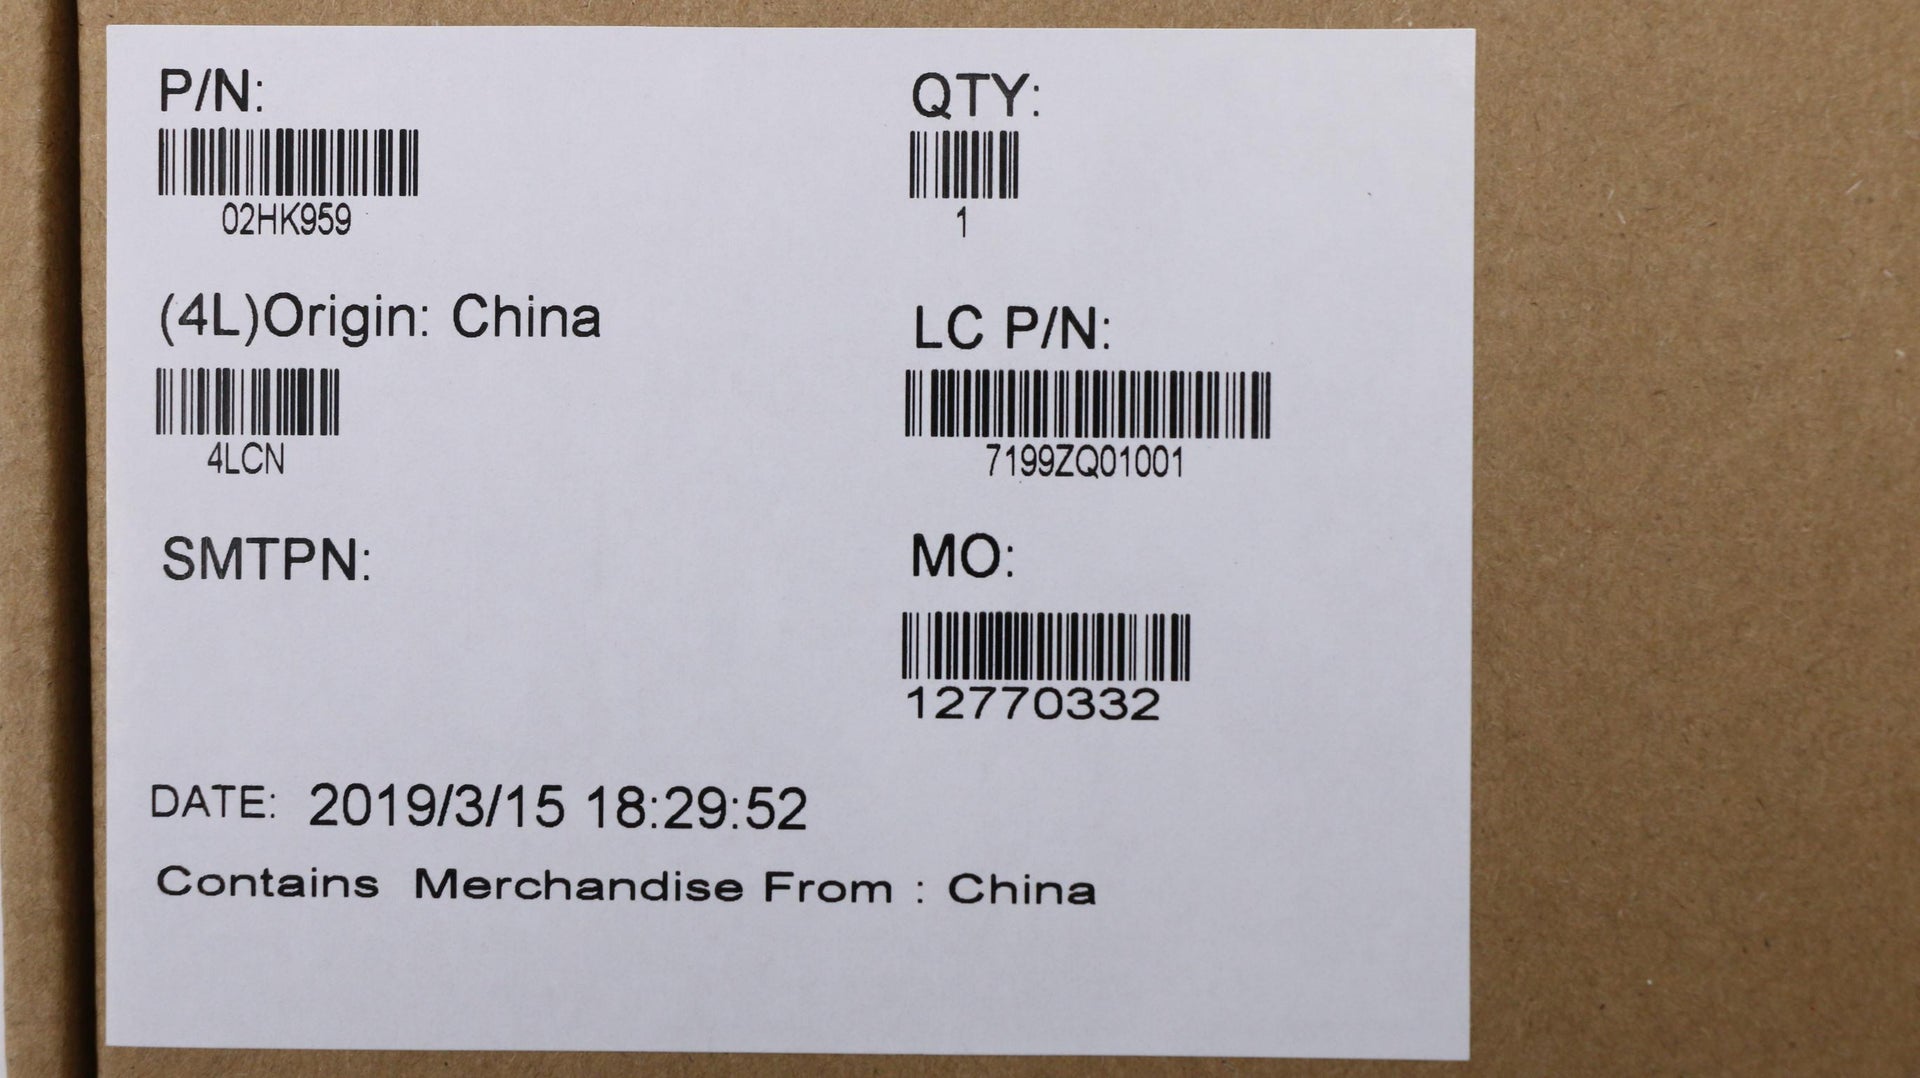 P/N:
02HK959
QTY:
1
(4L)Origin: China
4LCN
LC P/N:
7199ZQ01001
SMTPN:
MO:
12770332
DATE: 2019/3/15 18:29:52
Contains Merchandise From : China